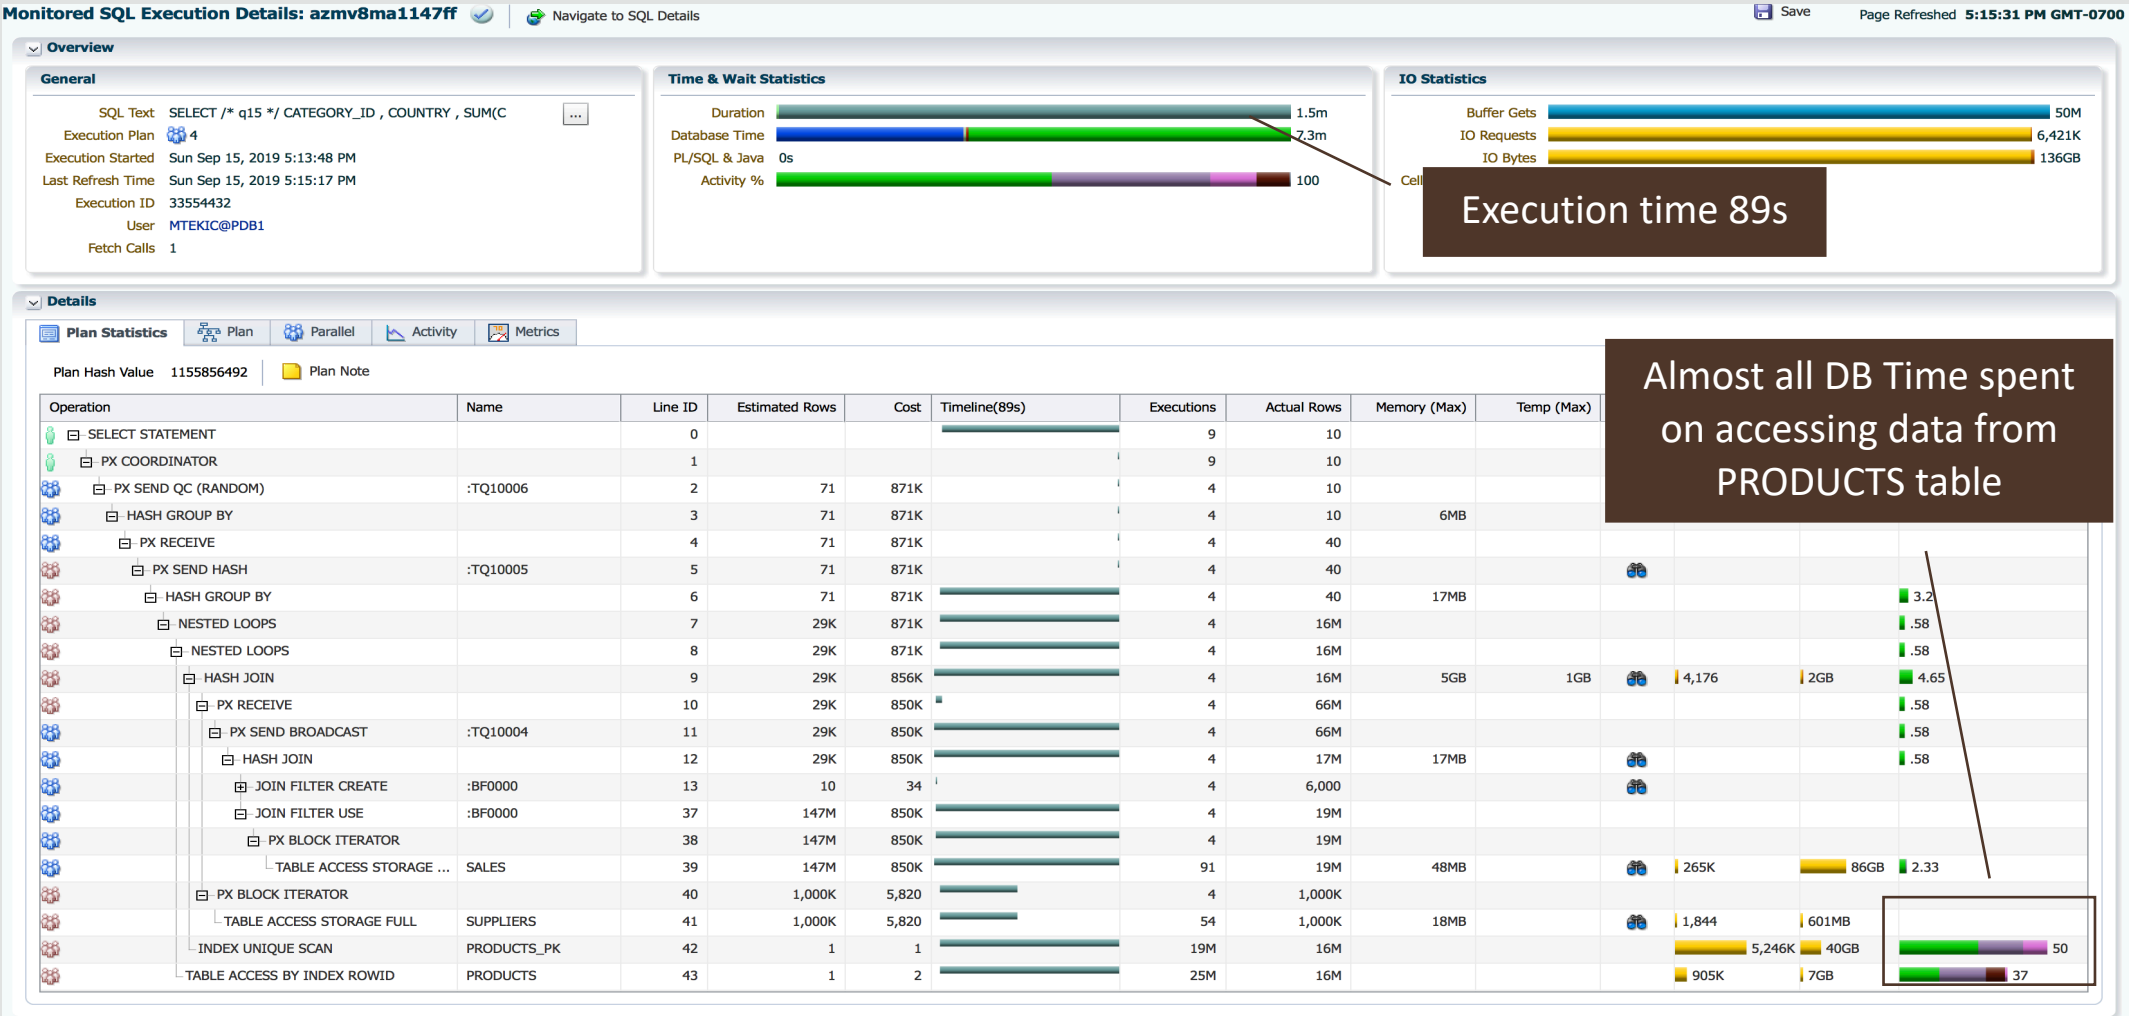 Monitored SQL Execution Details: azmv8ma1147ff
Navigate to SQL Details
Save
Page Refreshed 5:15:31 PM GMT-0700
Overview
General
SQL Text SELECT /* q15 */ CATEGORY_ID , COUNTRY , SUM(C ...
Execution Plan 4
Execution Started Sun Sep 15, 2019 5:13:48 PM
Last Refresh Time Sun Sep 15, 2019 5:15:17 PM
Execution ID 33554432
User MTEKIC@PDB1
Fetch Calls 1
Time & Wait Statistics
Duration 1.5m
Database Time 7.3m
PL/SQL & Java 0s
Activity % 100
IO Statistics
Buffer Gets 50M
IO Requests 6,421K
IO Bytes 136GB
Cell
Execution time 89s
Details
Plan Statistics Plan Parallel Activity Metrics
Plan Hash Value 1155856492 Plan Note
Almost all DB Time spent
on accessing data from
PRODUCTS table
Operation Name Line ID Estimated Rows Cost Timeline(89s) Executions Actual Rows Memory (Max) Temp (Max)
SELECT STATEMENT 0 9 10
PX COORDINATOR 1 9 10
PX SEND QC (RANDOM) :TQ10006 2 71 871K 4 10
HASH GROUP BY 3 71 871K 4 10 6MB
PX RECEIVE 4 71 871K 4 40
PX SEND HASH :TQ10005 5 71 871K 4 40
HASH GROUP BY 6 71 871K 4 40 17MB 3.2
NESTED LOOPS 7 29K 871K 4 16M .58
NESTED LOOPS 8 29K 871K 4 16M .58
HASH JOIN 9 29K 856K 4 16M 5GB 1GB 4,176 2GB 4.65
PX RECEIVE 10 29K 850K 4 66M .58
PX SEND BROADCAST :TQ10004 11 29K 850K 4 66M .58
HASH JOIN 12 29K 850K 4 17M 17MB .58
JOIN FILTER CREATE :BF0000 13 10 34 4 6,000
JOIN FILTER USE :BF0000 37 147M 850K 4 19M
PX BLOCK ITERATOR 38 147M 850K 4 19M
TABLE ACCESS STORAGE ... SALES 39 147M 850K 91 19M 48MB 265K 86GB 2.33
PX BLOCK ITERATOR 40 1,000K 5,820 4 1,000K
TABLE ACCESS STORAGE FULL SUPPLIERS 41 1,000K 5,820 54 1,000K 18MB 1,844 601MB
INDEX UNIQUE SCAN PRODUCTS_PK 42 1 1 19M 16M 5,246K 40GB 50
TABLE ACCESS BY INDEX ROWID PRODUCTS 43 1 2 25M 16M 905K 7GB 37